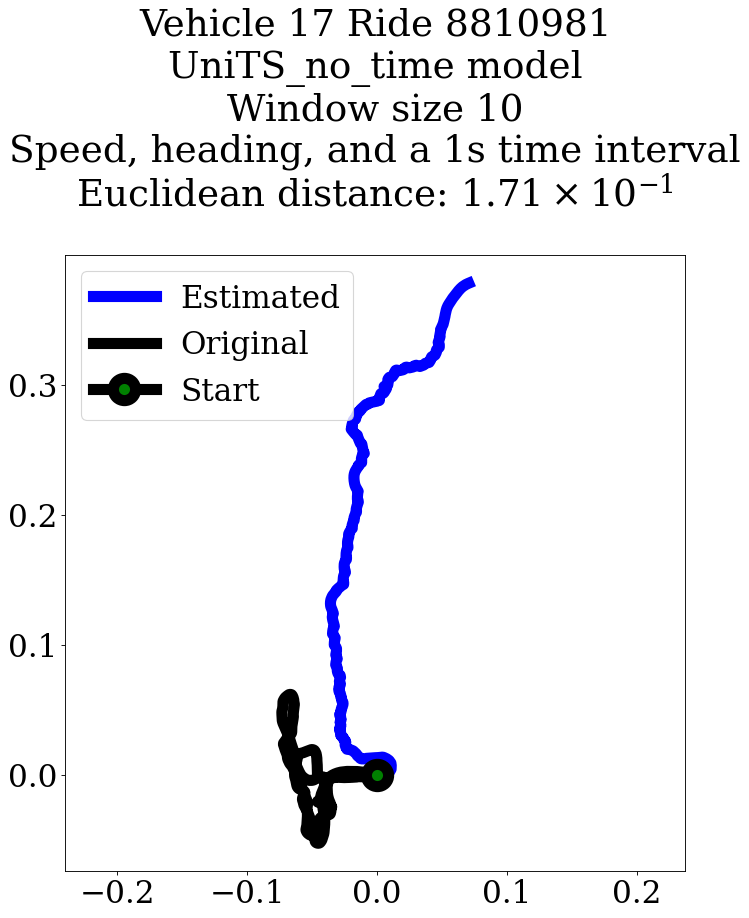 Vehicle 17 Ride 8810981
UniTS_no_time model
Window size 10
Speed, heading, and a 1s time interval
Euclidean distance: 1.71 × 10⁻¹
Estimated
Original
Start
0.3
0.2
0.1
0.0
−0.2 −0.1 0.0 0.1 0.2